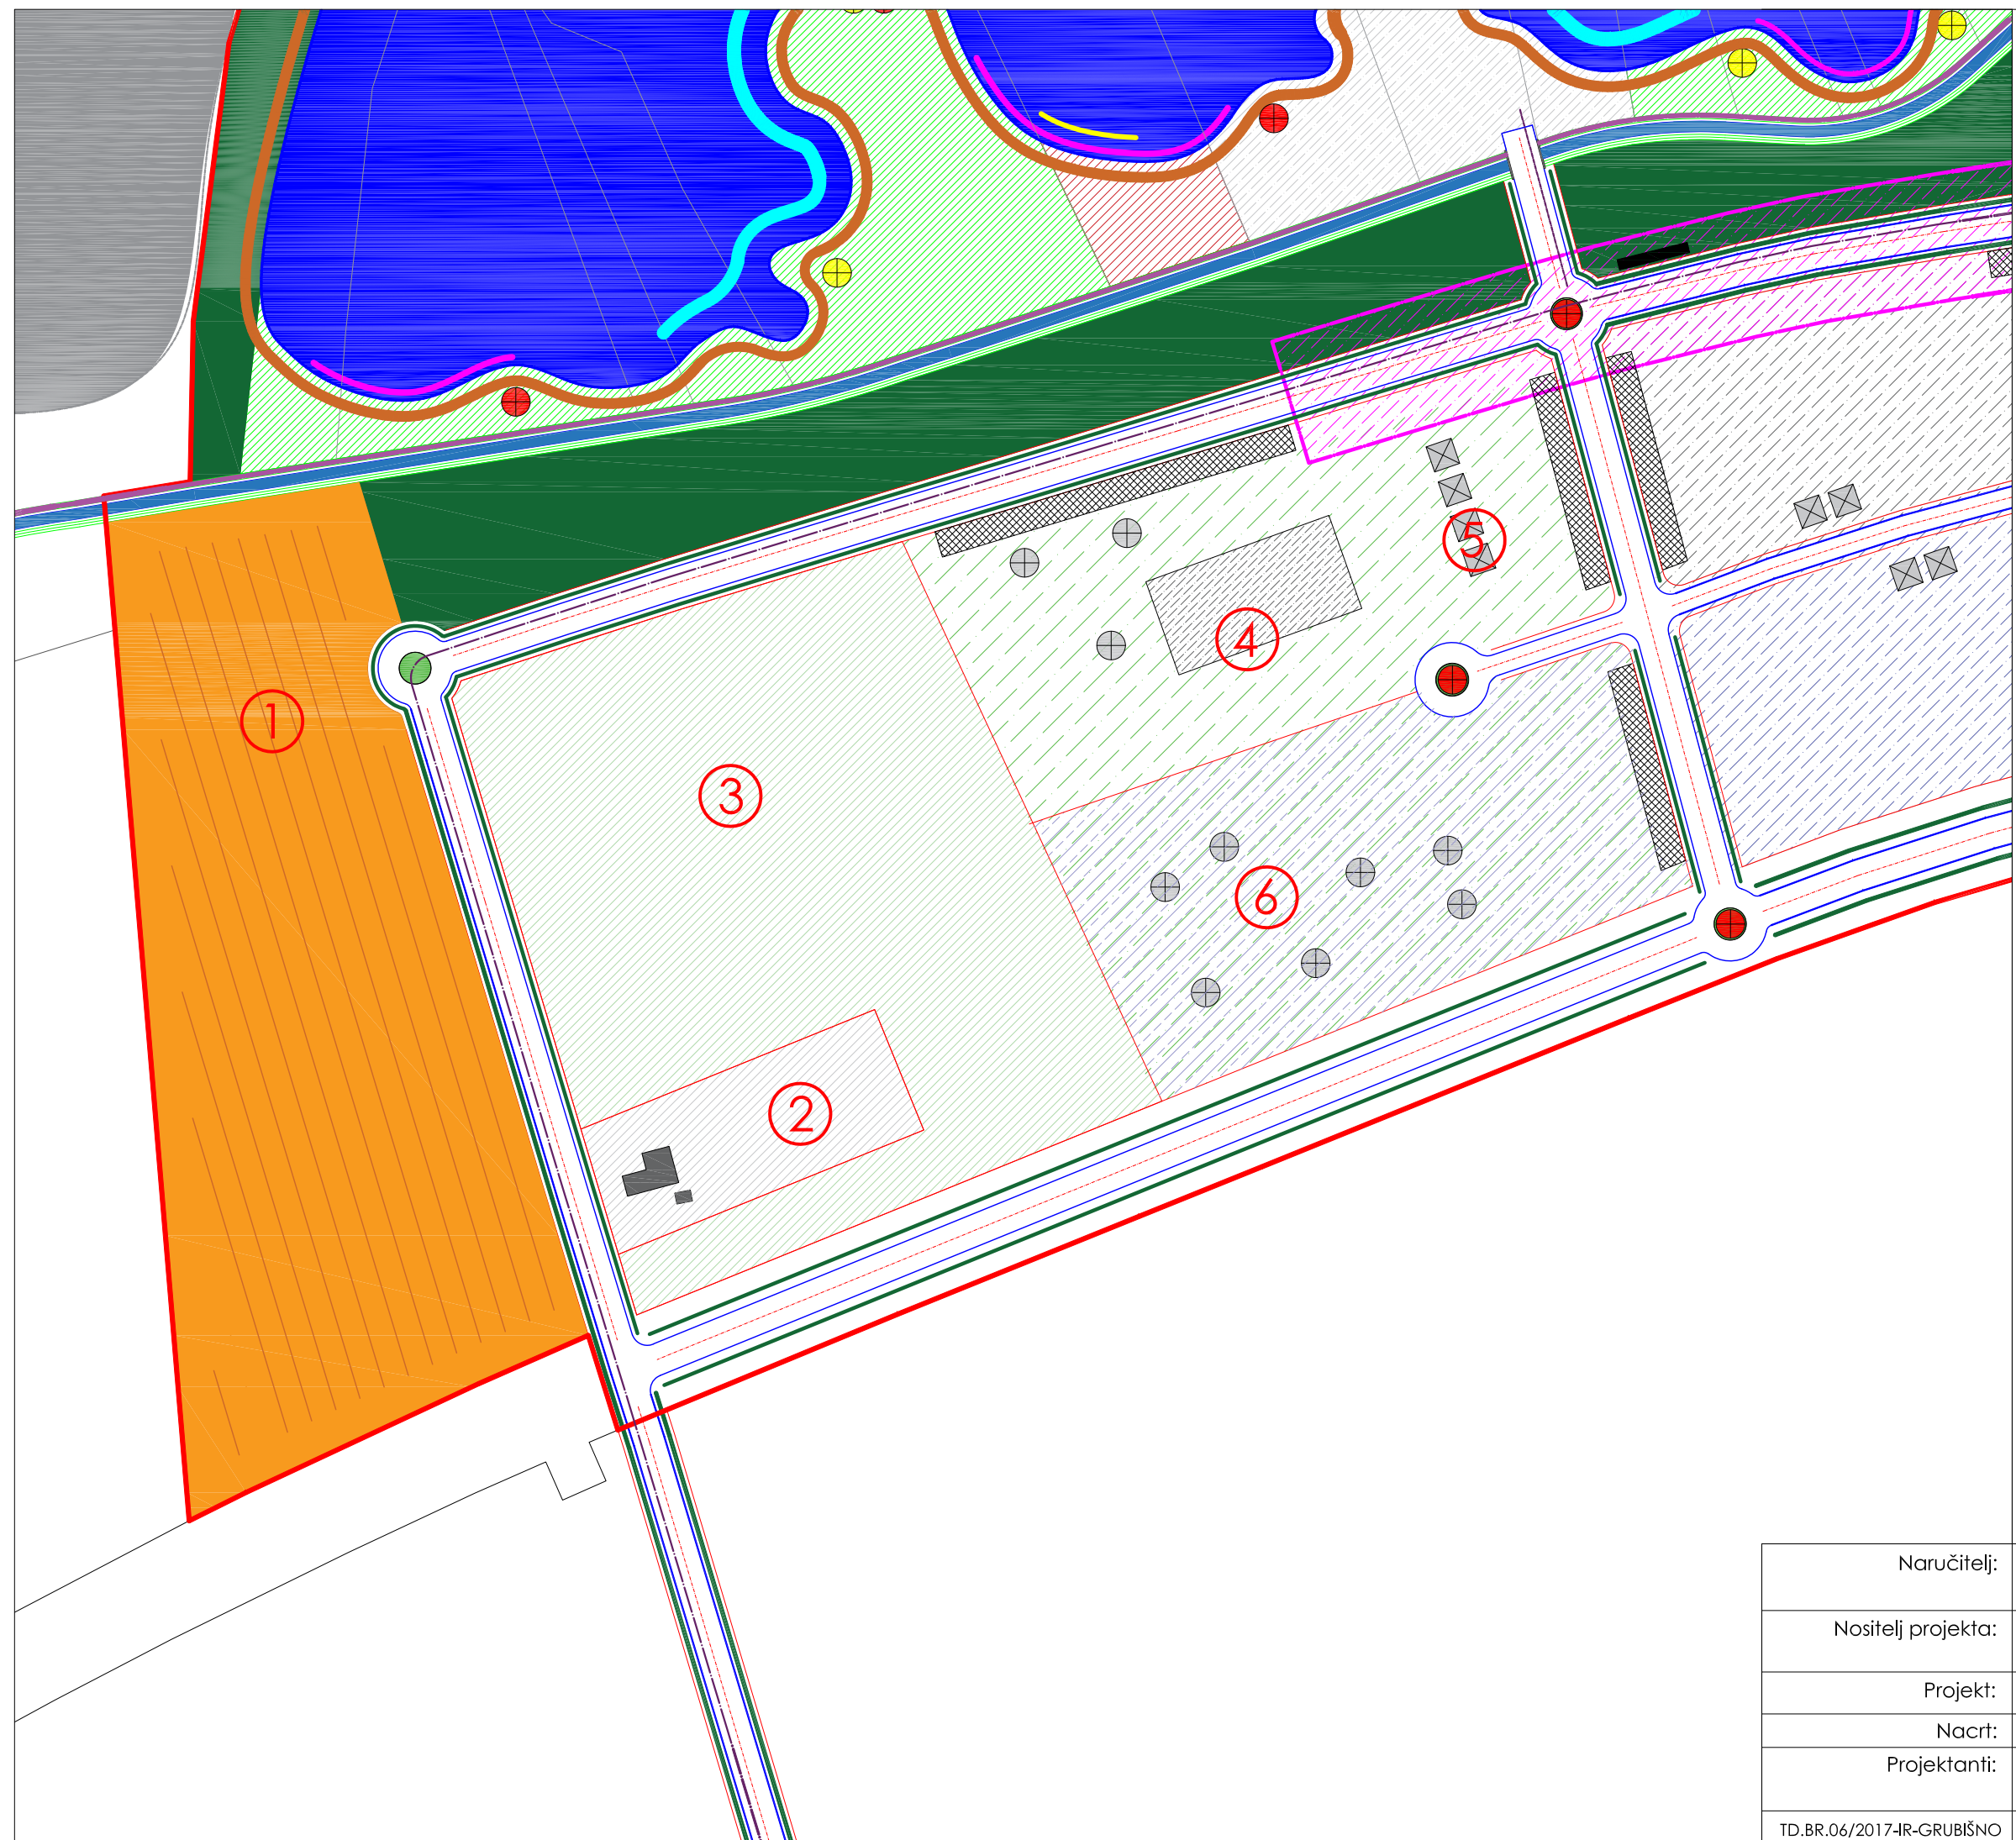 5
4
1
3
6
2
Naručitelj:
Nositelj projekta:
Projekt:
Nacrt:
Projektanti:
TD.BR.06/2017-IR-GRUBIŠNO